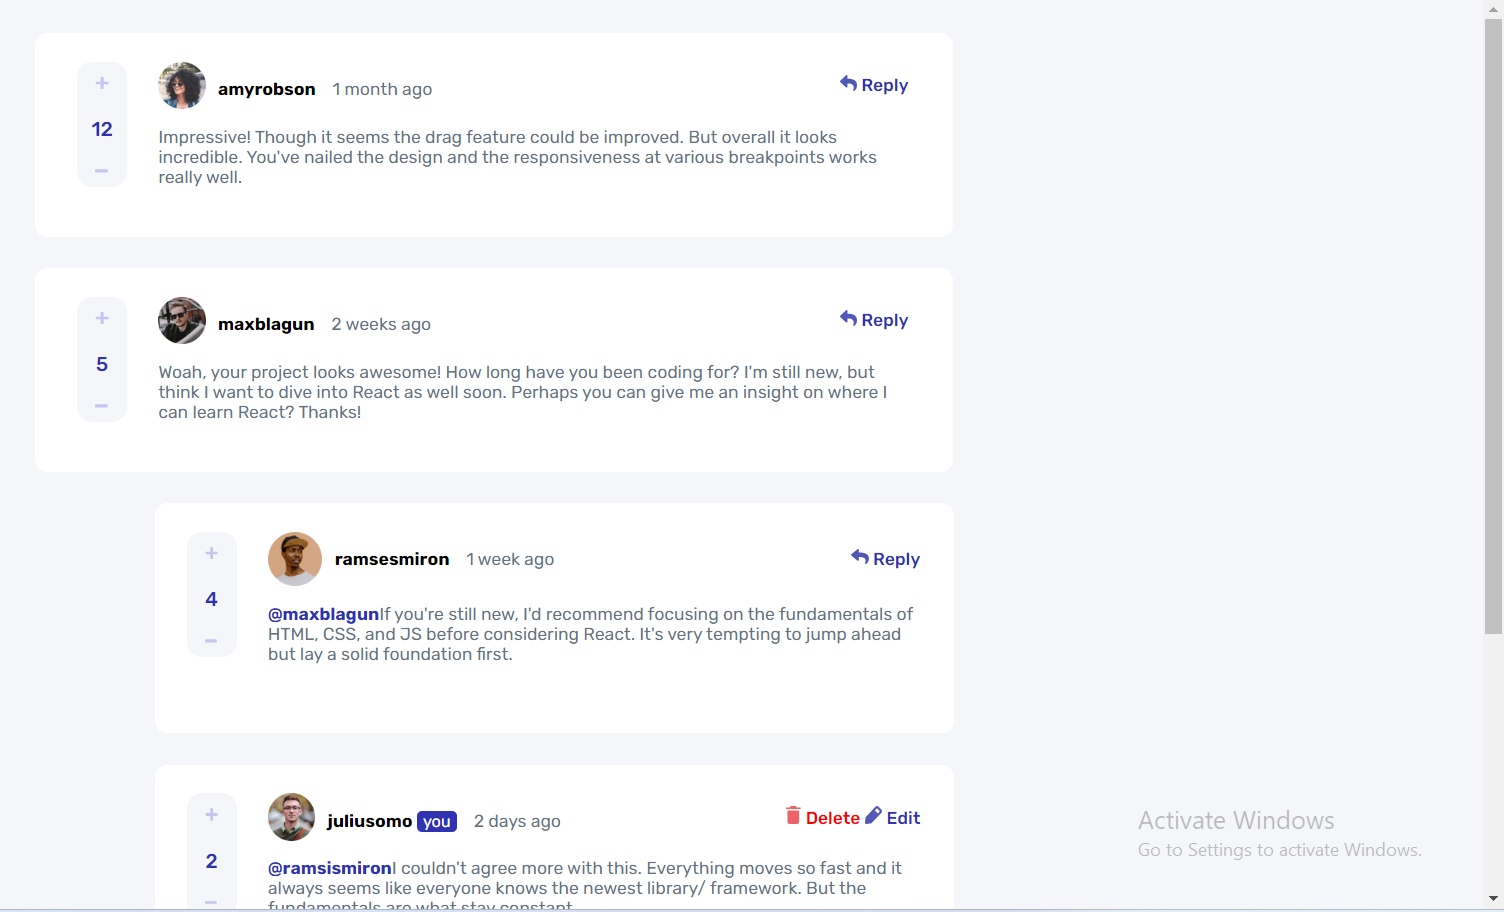 +
12
−
amyrobson 1 month ago
Reply
Impressive! Though it seems the drag feature could be improved. But overall it looks
incredible. You've nailed the design and the responsiveness at various breakpoints works
really well.
+
5
−
maxblagun 2 weeks ago
Reply
Woah, your project looks awesome! How long have you been coding for? I'm still new, but
think I want to dive into React as well soon. Perhaps you can give me an insight on where I
can learn React? Thanks!
+
4
−
ramsesmiron 1 week ago
Reply
@maxblagunIf you're still new, I'd recommend focusing on the fundamentals of
HTML, CSS, and JS before considering React. It's very tempting to jump ahead
but lay a solid foundation first.
+
2
−
juliusomo you 2 days ago
Delete Edit
@ramsismironI couldn't agree more with this. Everything moves so fast and it
always seems like everyone knows the newest library/ framework. But the
fundamentals are what stay constant
Activate Windows
Go to Settings to activate Windows.